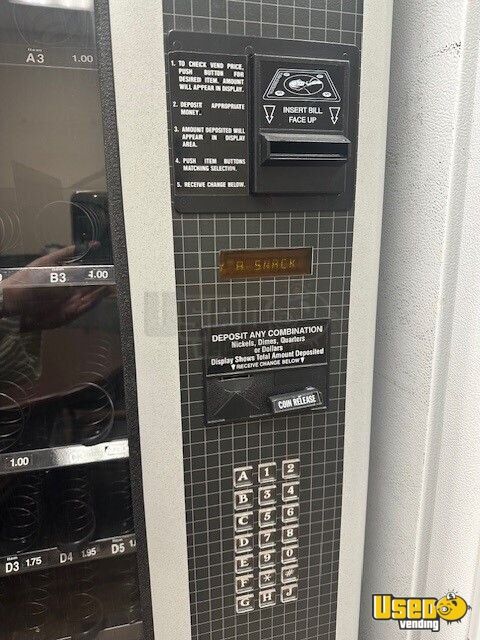 A3 1.00
1. TO CHECK VEND PRICE,
PUSH BUTTON FOR
DESIRED ITEM. AMOUNT
WILL APPEAR IN DISPLAY.
2. DEPOSIT APPROPRIATE
MONEY.
3. AMOUNT DEPOSITED WILL
APPEAR IN DISPLAY
AREA.
4. PUSH ITEM BUTTONS
MATCHING SELECTION.
5. RECEIVE CHANGE BELOW.
INSERT BILL
FACE UP
B3 1.00
A SNACK
DEPOSIT ANY COMBINATION
Nickels, Dimes, Quarters
or Dollars
Display Shows Total Amount Deposited
RECEIVE CHANGE BELOW
COIN RELEASE
1.00
A 1 2
B 3 4
C 5 6
D 7 8
E 9 0
F * #
G H J
D3 1.75 D4 1.95 D5
Used
vending